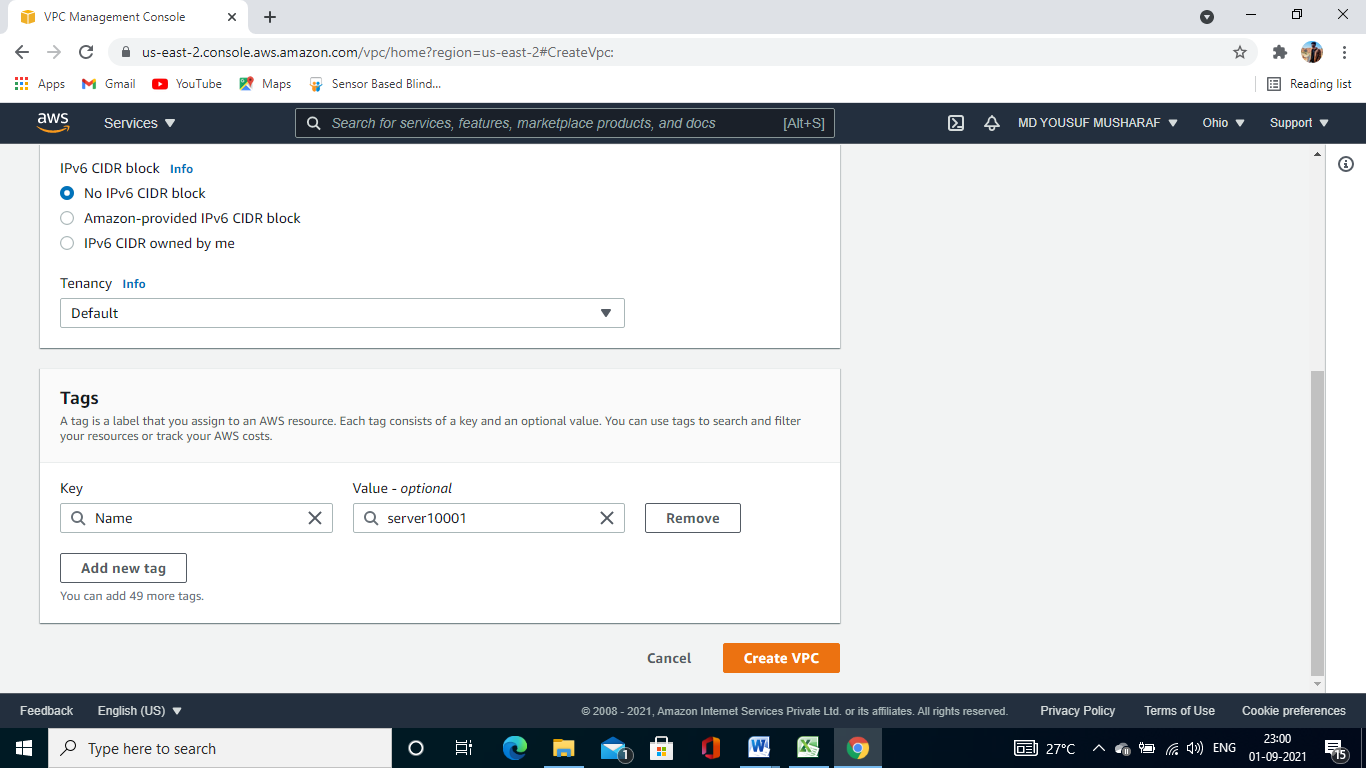 VPC Management Console
us-east-2.console.aws.amazon.com/vpc/home?region=us-east-2#CreateVpc:
Apps Gmail YouTube Maps Sensor Based Blind... Reading list
aws Services Search for services, features, marketplace products, and docs [Alt+S] MD YOUSUF MUSHARAF Ohio Support
IPv6 CIDR block Info
No IPv6 CIDR block
Amazon-provided IPv6 CIDR block
IPv6 CIDR owned by me
Tenancy Info
Default
Tags
A tag is a label that you assign to an AWS resource. Each tag consists of a key and an optional value. You can use tags to search and filter
your resources or track your AWS costs.
Key Value - optional
Name server10001 Remove
Add new tag
You can add 49 more tags.
Cancel Create VPC
Feedback English (US) © 2008 - 2021, Amazon Internet Services Private Ltd. or its affiliates. All rights reserved. Privacy Policy Terms of Use Cookie preferences
Type here to search 1 27°C ENG 23:00
01-09-2021 15